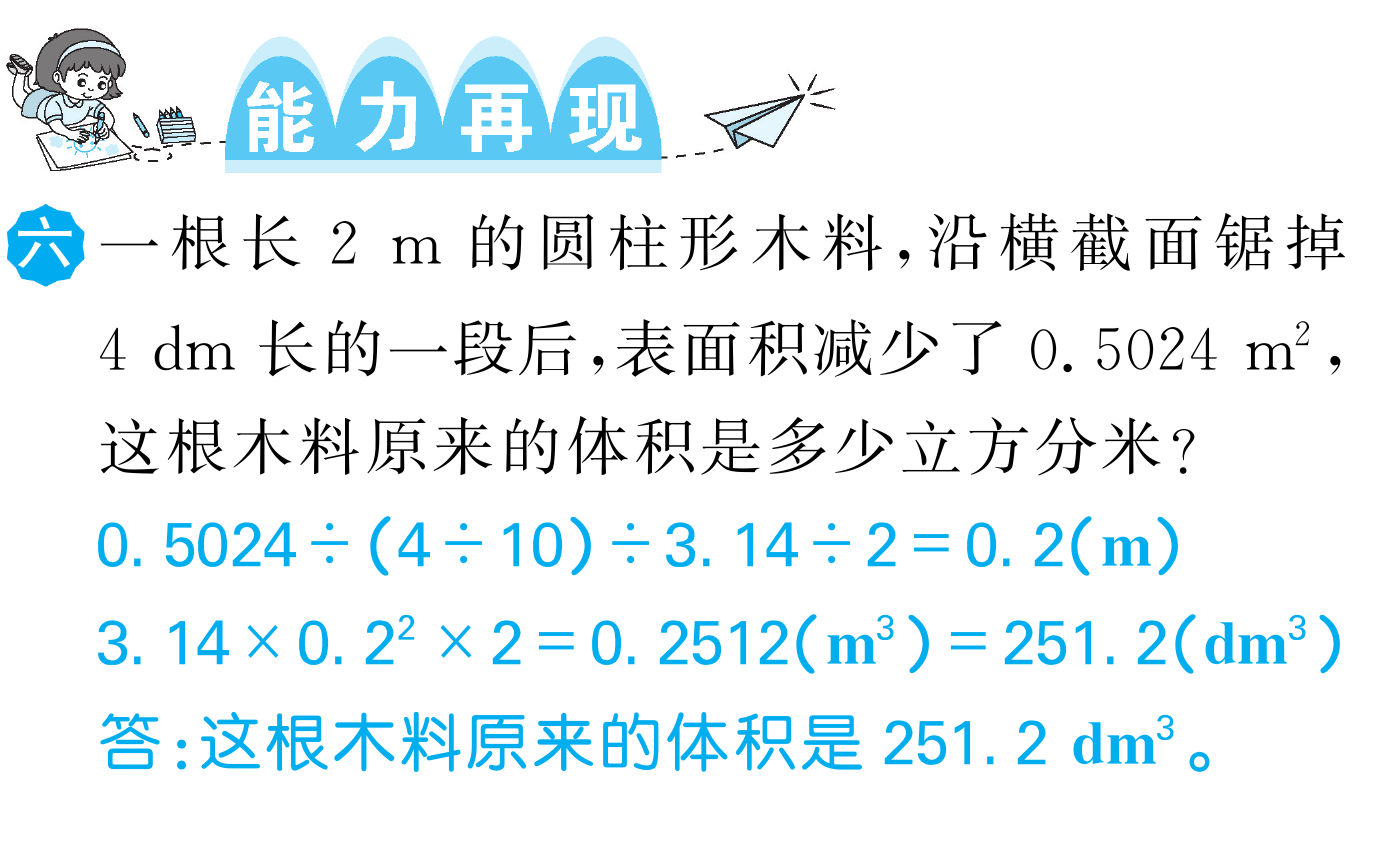 能力再现
六 一根长 2 m 的圆柱形木料,沿横截面锯掉
4 dm 长的一段后,表面积减少了 0.5024 m²,
这根木料原来的体积是多少立方分米?
0.5024÷(4÷10)÷3.14÷2=0.2(m)
3.14×0.2²×2=0.2512(m³)=251.2(dm³)
答:这根木料原来的体积是 251.2 dm³。